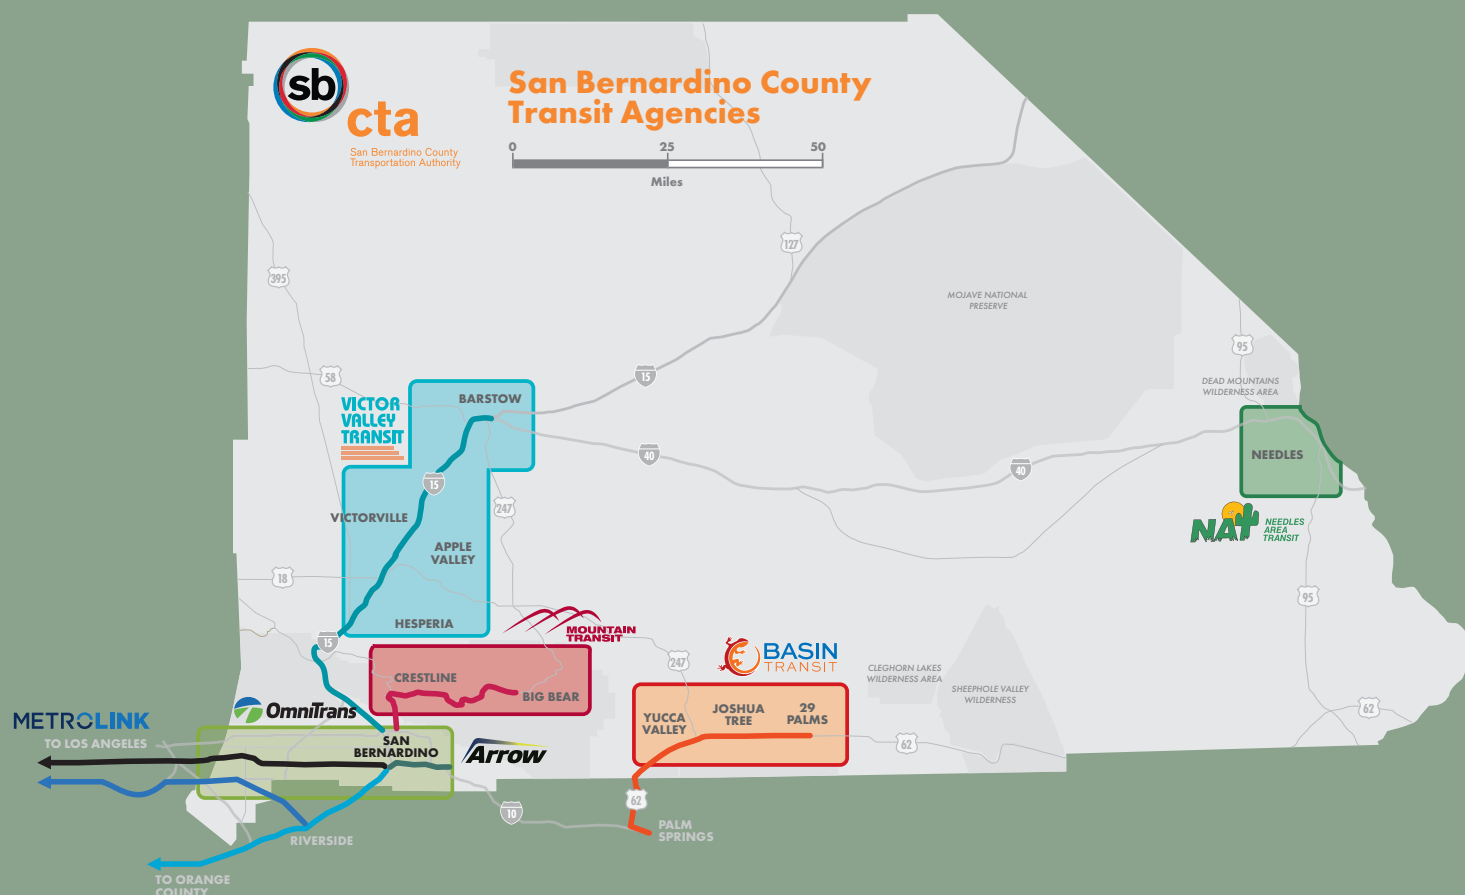 sb
cta
San Bernardino County
Transportation Authority
San Bernardino County
Transit Agencies
0 25 50
Miles
127
395
MOJAVE NATIONAL
PRESERVE
95
58
15
DEAD MOUNTAINS
WILDERNESS AREA
VICTOR
VALLEY
TRANSIT
BARSTOW
40
40
NEEDLES
15
247
VICTORVILLE
NAT
NEEDLES
AREA
TRANSIT
APPLE
VALLEY
18
95
HESPERIA
15
MOUNTAIN
TRANSIT
BASIN
TRANSIT
247
CLEGHORN LAKES
WILDERNESS AREA
CRESTLINE
BIG BEAR
SHEEPHOLE VALLEY
WILDERNESS
OmniTrans
METROLINK
TO LOS ANGELES
YUCCA
VALLEY
JOSHUA
TREE
29
PALMS
62
62
SAN
BERNARDINO
Arrow
62
10
PALM
SPRINGS
RIVERSIDE
TO ORANGE
COUNTY